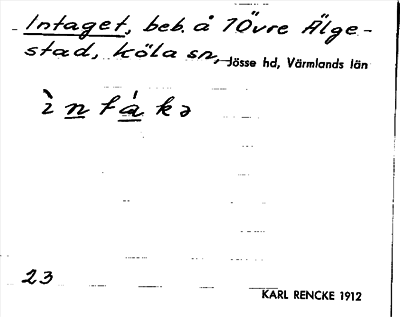 Intaget, beb. å 1Övre Älge-
stad, Köla sn, Jösse hd, Värmlands län
ì n t á k ə
23
KARL RENCKE 1912